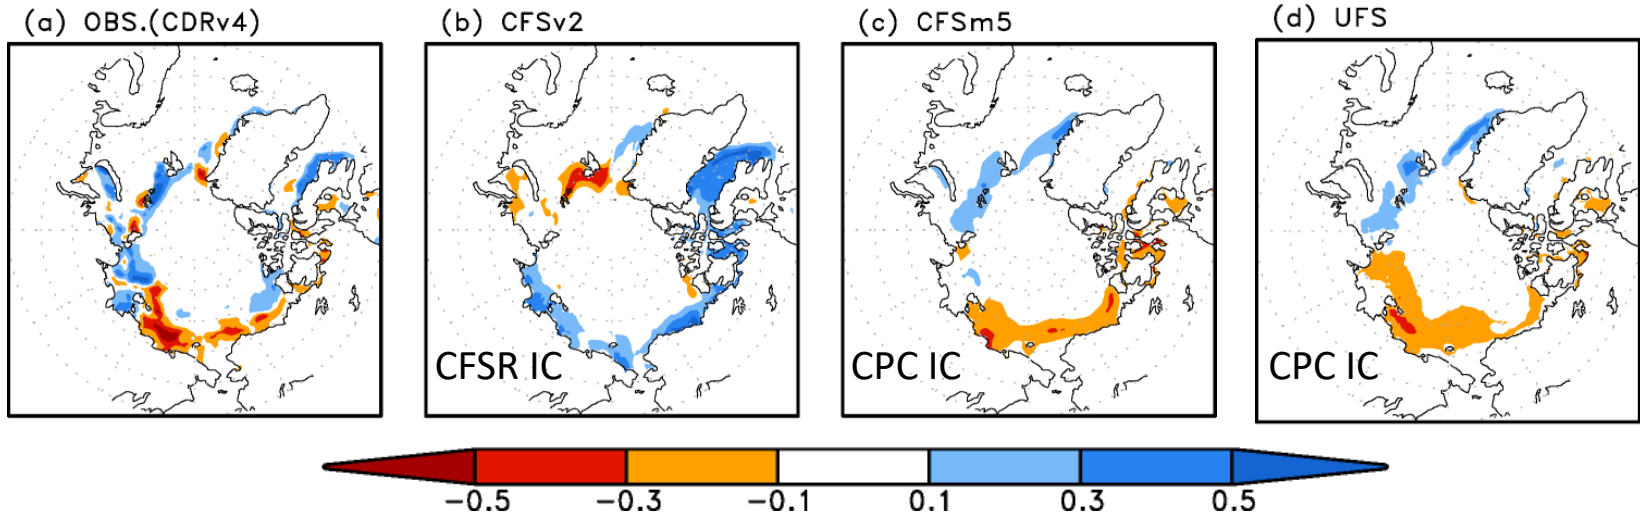 (a) OBS.(CDRv4)
(b) CFSv2
(c) CFSm5
(d) UFS
CFSR IC
CPC IC
CPC IC
−0.5 −0.3 −0.1 0.1 0.3 0.5